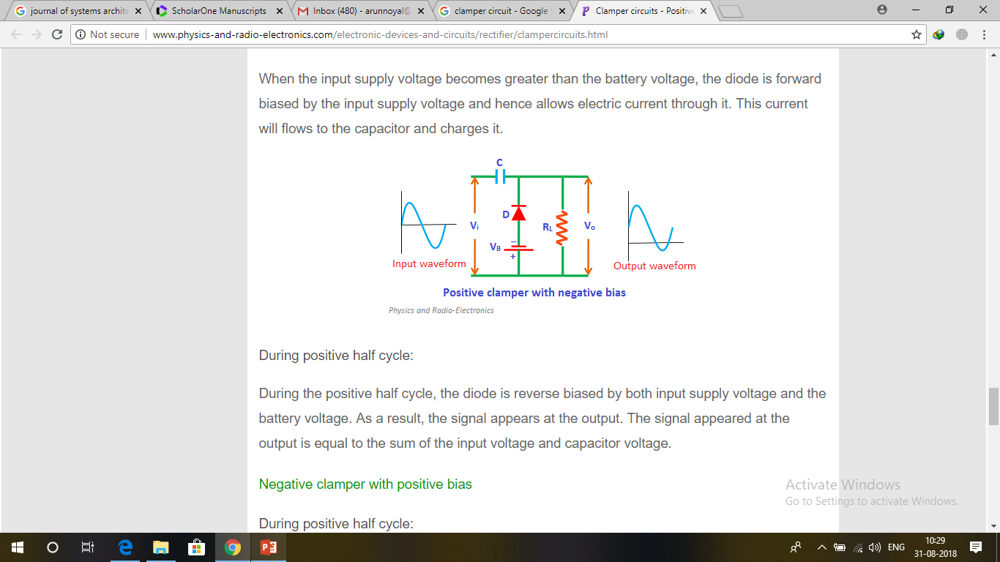 journal of systems archite
ScholarOne Manuscripts
Inbox (480) - arunnoyal@
clamper circuit - Google
Clamper circuits - Positive
Not secure
www.physics-and-radio-electronics.com/electronic-devices-and-circuits/rectifier/clampercircuits.html
When the input supply voltage becomes greater than the battery voltage, the diode is forward
biased by the input supply voltage and hence allows electric current through it. This current
will flows to the capacitor and charges it.
C
D
Vi
RL
Vo
VB
−
+
Input waveform
Output waveform
Positive clamper with negative bias
Physics and Radio-Electronics
During positive half cycle:
During the positive half cycle, the diode is reverse biased by both input supply voltage and the
battery voltage. As a result, the signal appears at the output. The signal appeared at the
output is equal to the sum of the input voltage and capacitor voltage.
Negative clamper with positive bias
During positive half cycle:
Activate Windows
Go to Settings to activate Windows.
ENG
10:29
31-08-2018